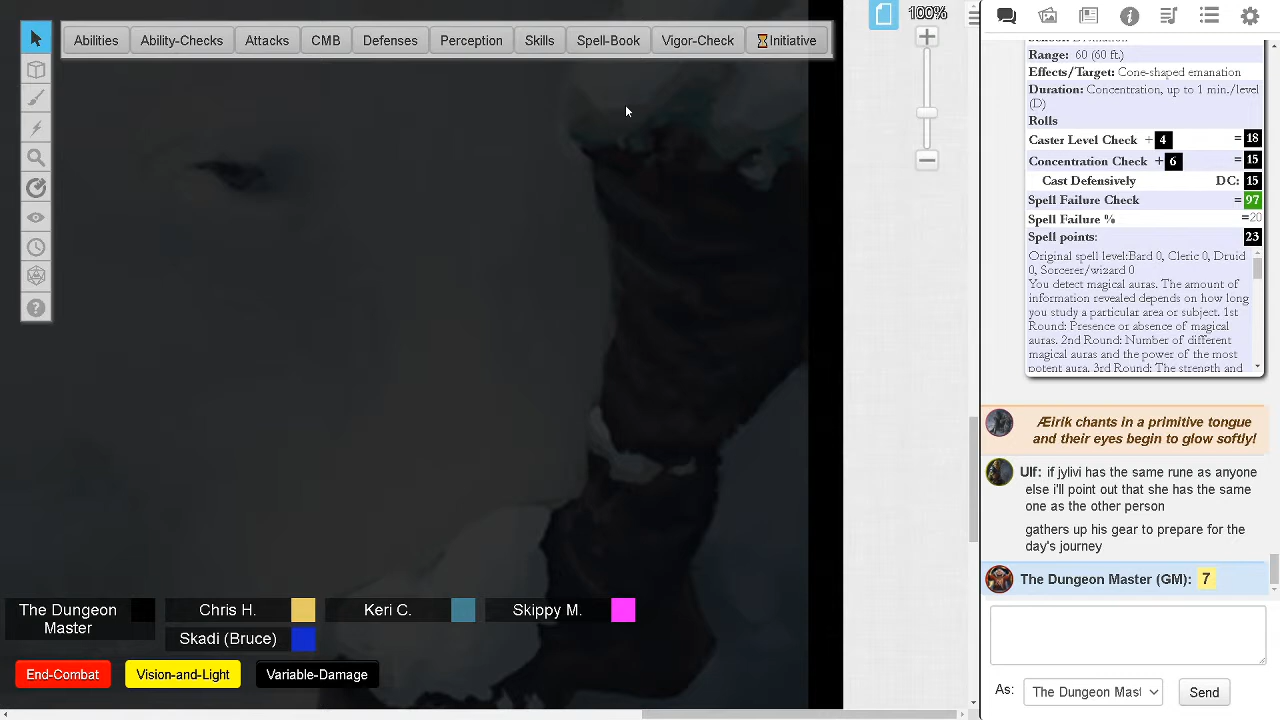 Abilities Ability-Checks Attacks CMB Defenses Perception Skills Spell-Book Vigor-Check Initiative
100%
Range: 60 (60 ft.)
Effects/Target: Cone-shaped emanation
Duration: Concentration, up to 1 min./level
(D)
Rolls
Caster Level Check + 4 = 18
Concentration Check + 6 = 15
Cast Defensively DC: 15
Spell Failure Check = 97
Spell Failure % =20
Spell points: 23
Original spell level:Bard 0, Cleric 0, Druid
0, Sorcerer/wizard 0
You detect magical auras. The amount of
information revealed depends on how long
you study a particular area or subject. 1st
Round: Presence or absence of magical
auras. 2nd Round: Number of different
magical auras and the power of the most
potent aura. 3rd Round: The strength and
Æirik chants in a primitive tongue
and their eyes begin to glow softly!
Ulf: if jylivi has the same rune as anyone
else i'll point out that she has the same
one as the other person
gathers up his gear to prepare for the
day's journey
The Dungeon Master (GM): 7
The Dungeon
Master
Chris H.
Keri C.
Skippy M.
Skadi (Bruce)
End-Combat Vision-and-Light Variable-Damage
As: The Dungeon Mast Send